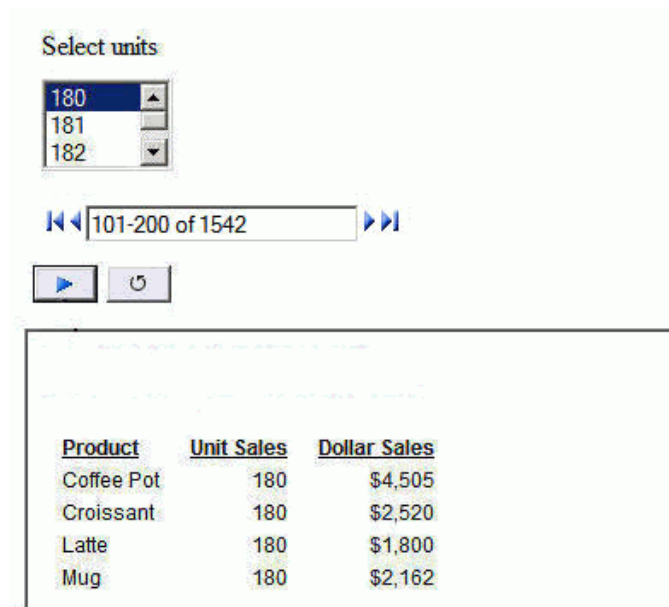 Select units
180
181
182
101-200 of 1542
Product Unit Sales Dollar Sales
Coffee Pot 180 $4,505
Croissant 180 $2,520
Latte 180 $1,800
Mug 180 $2,162